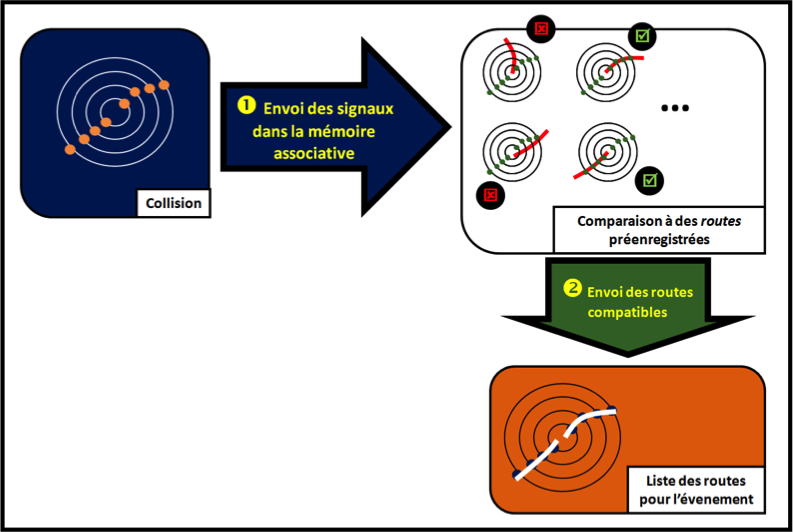 Collision
❶ Envoi des signaux
dans la mémoire
associative
...
Comparaison à des routes
préenregistrées
❷ Envoi des routes
compatibles
Liste des routes
pour l'évenement